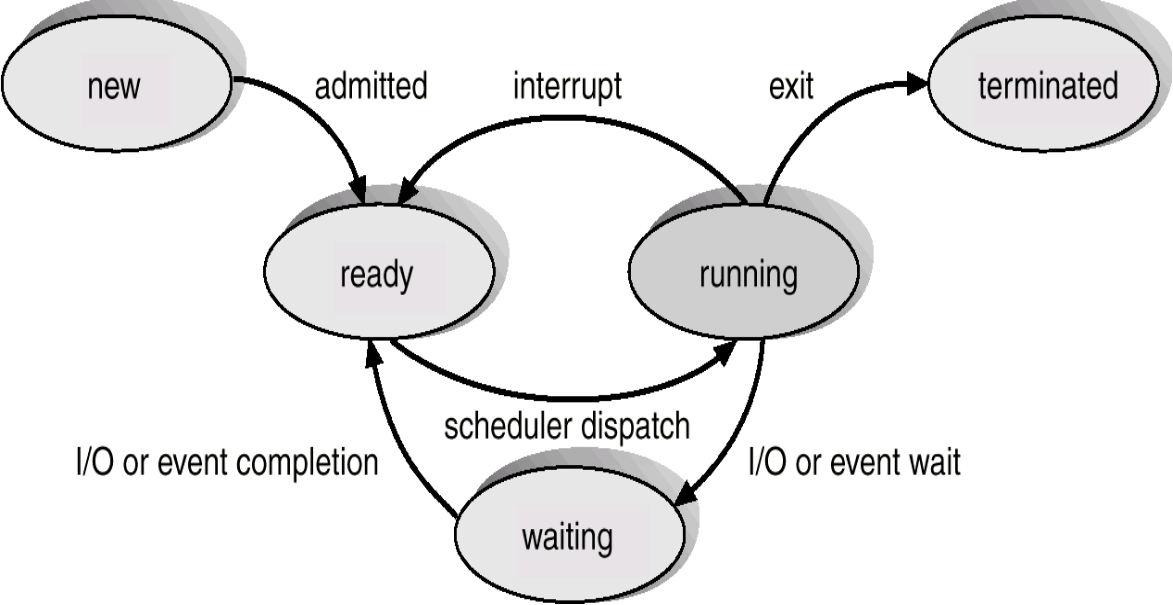 new
admitted
interrupt
exit
terminated
ready
running
scheduler dispatch
I/O or event completion
I/O or event wait
waiting